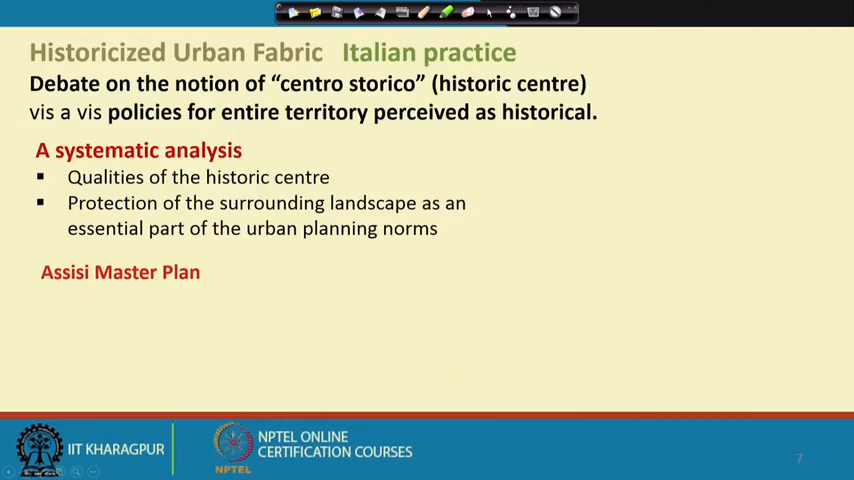 Historicized Urban Fabric Italian practice
Debate on the notion of “centro storico” (historic centre)
vis a vis policies for entire territory perceived as historical.
A systematic analysis
▪ Qualities of the historic centre
▪ Protection of the surrounding landscape as an
essential part of the urban planning norms
Assisi Master Plan
IIT KHARAGPUR
NPTEL
NPTEL ONLINE
CERTIFICATION COURSES
7